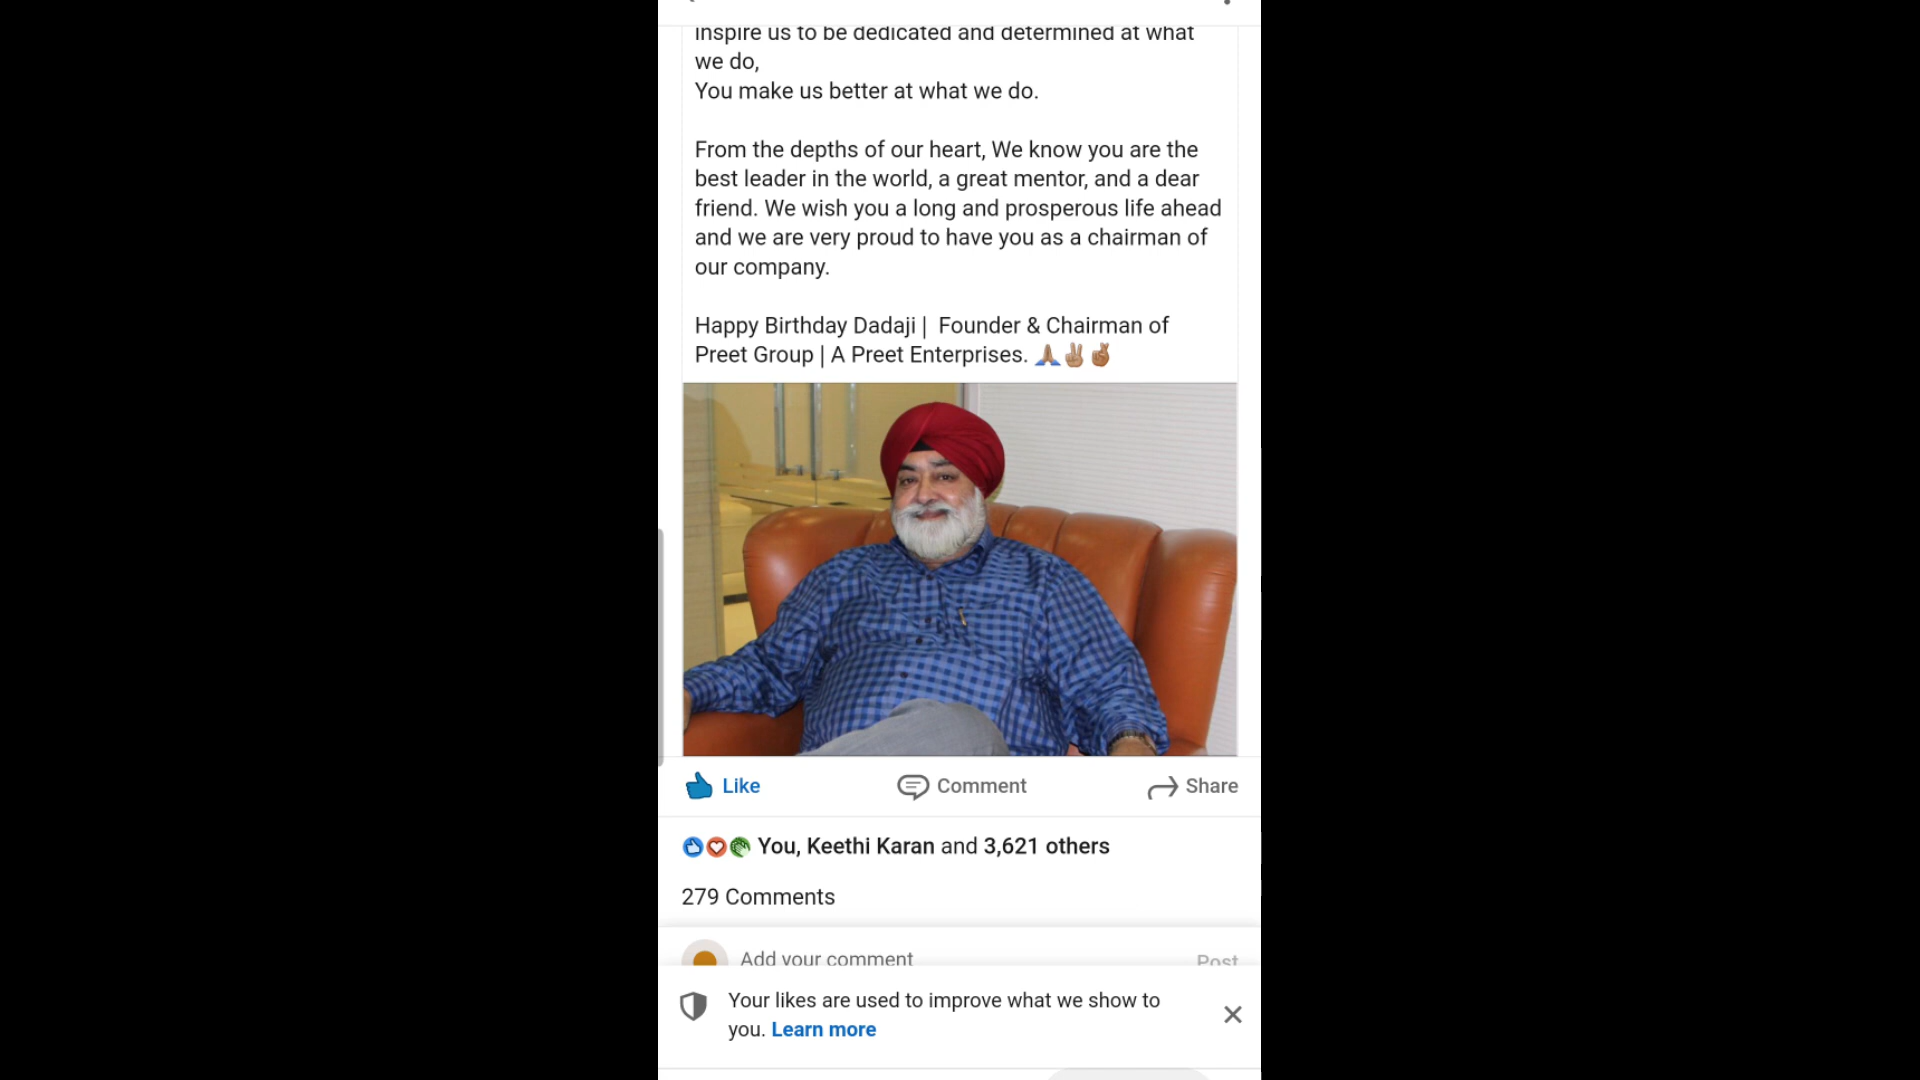 inspire us to be dedicated and determined at what
we do,
You make us better at what we do.
From the depths of our heart, We know you are the
best leader in the world, a great mentor, and a dear
friend. We wish you a long and prosperous life ahead
and we are very proud to have you as a chairman of
our company.
Happy Birthday Dadaji | Founder & Chairman of
Preet Group | A Preet Enterprises. 🙏🏽✌🏽🤞🏽
Like
Comment
Share
You, Keethi Karan and 3,621 others
279 Comments
Add your comment
Post
Your likes are used to improve what we show to
you. Learn more